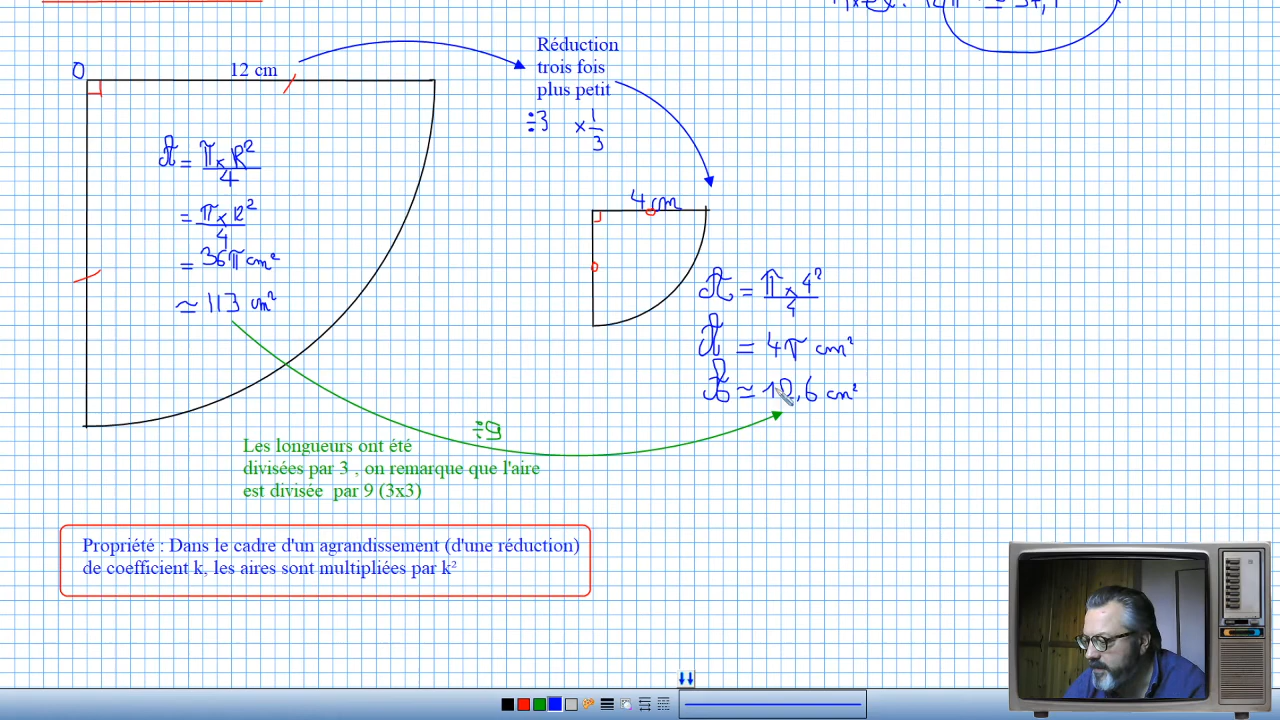 O
12 cm
Réduction
trois fois
plus petit
÷3 × 1/3
𝒜 = π × R² / 4
= π × R² / 4
= 36π cm²
≃ 113 cm²
4 cm
𝒜 = π × 4² / 4
𝒜 = 4π cm²
𝒜 ≃ 12,6 cm²
÷9
Les longueurs ont été
divisées par 3 , on remarque que l'aire
est divisée par 9 (3x3)
Propriété : Dans le cadre d'un agrandissement (d'une réduction)
de coefficient k, les aires sont multipliées par k²